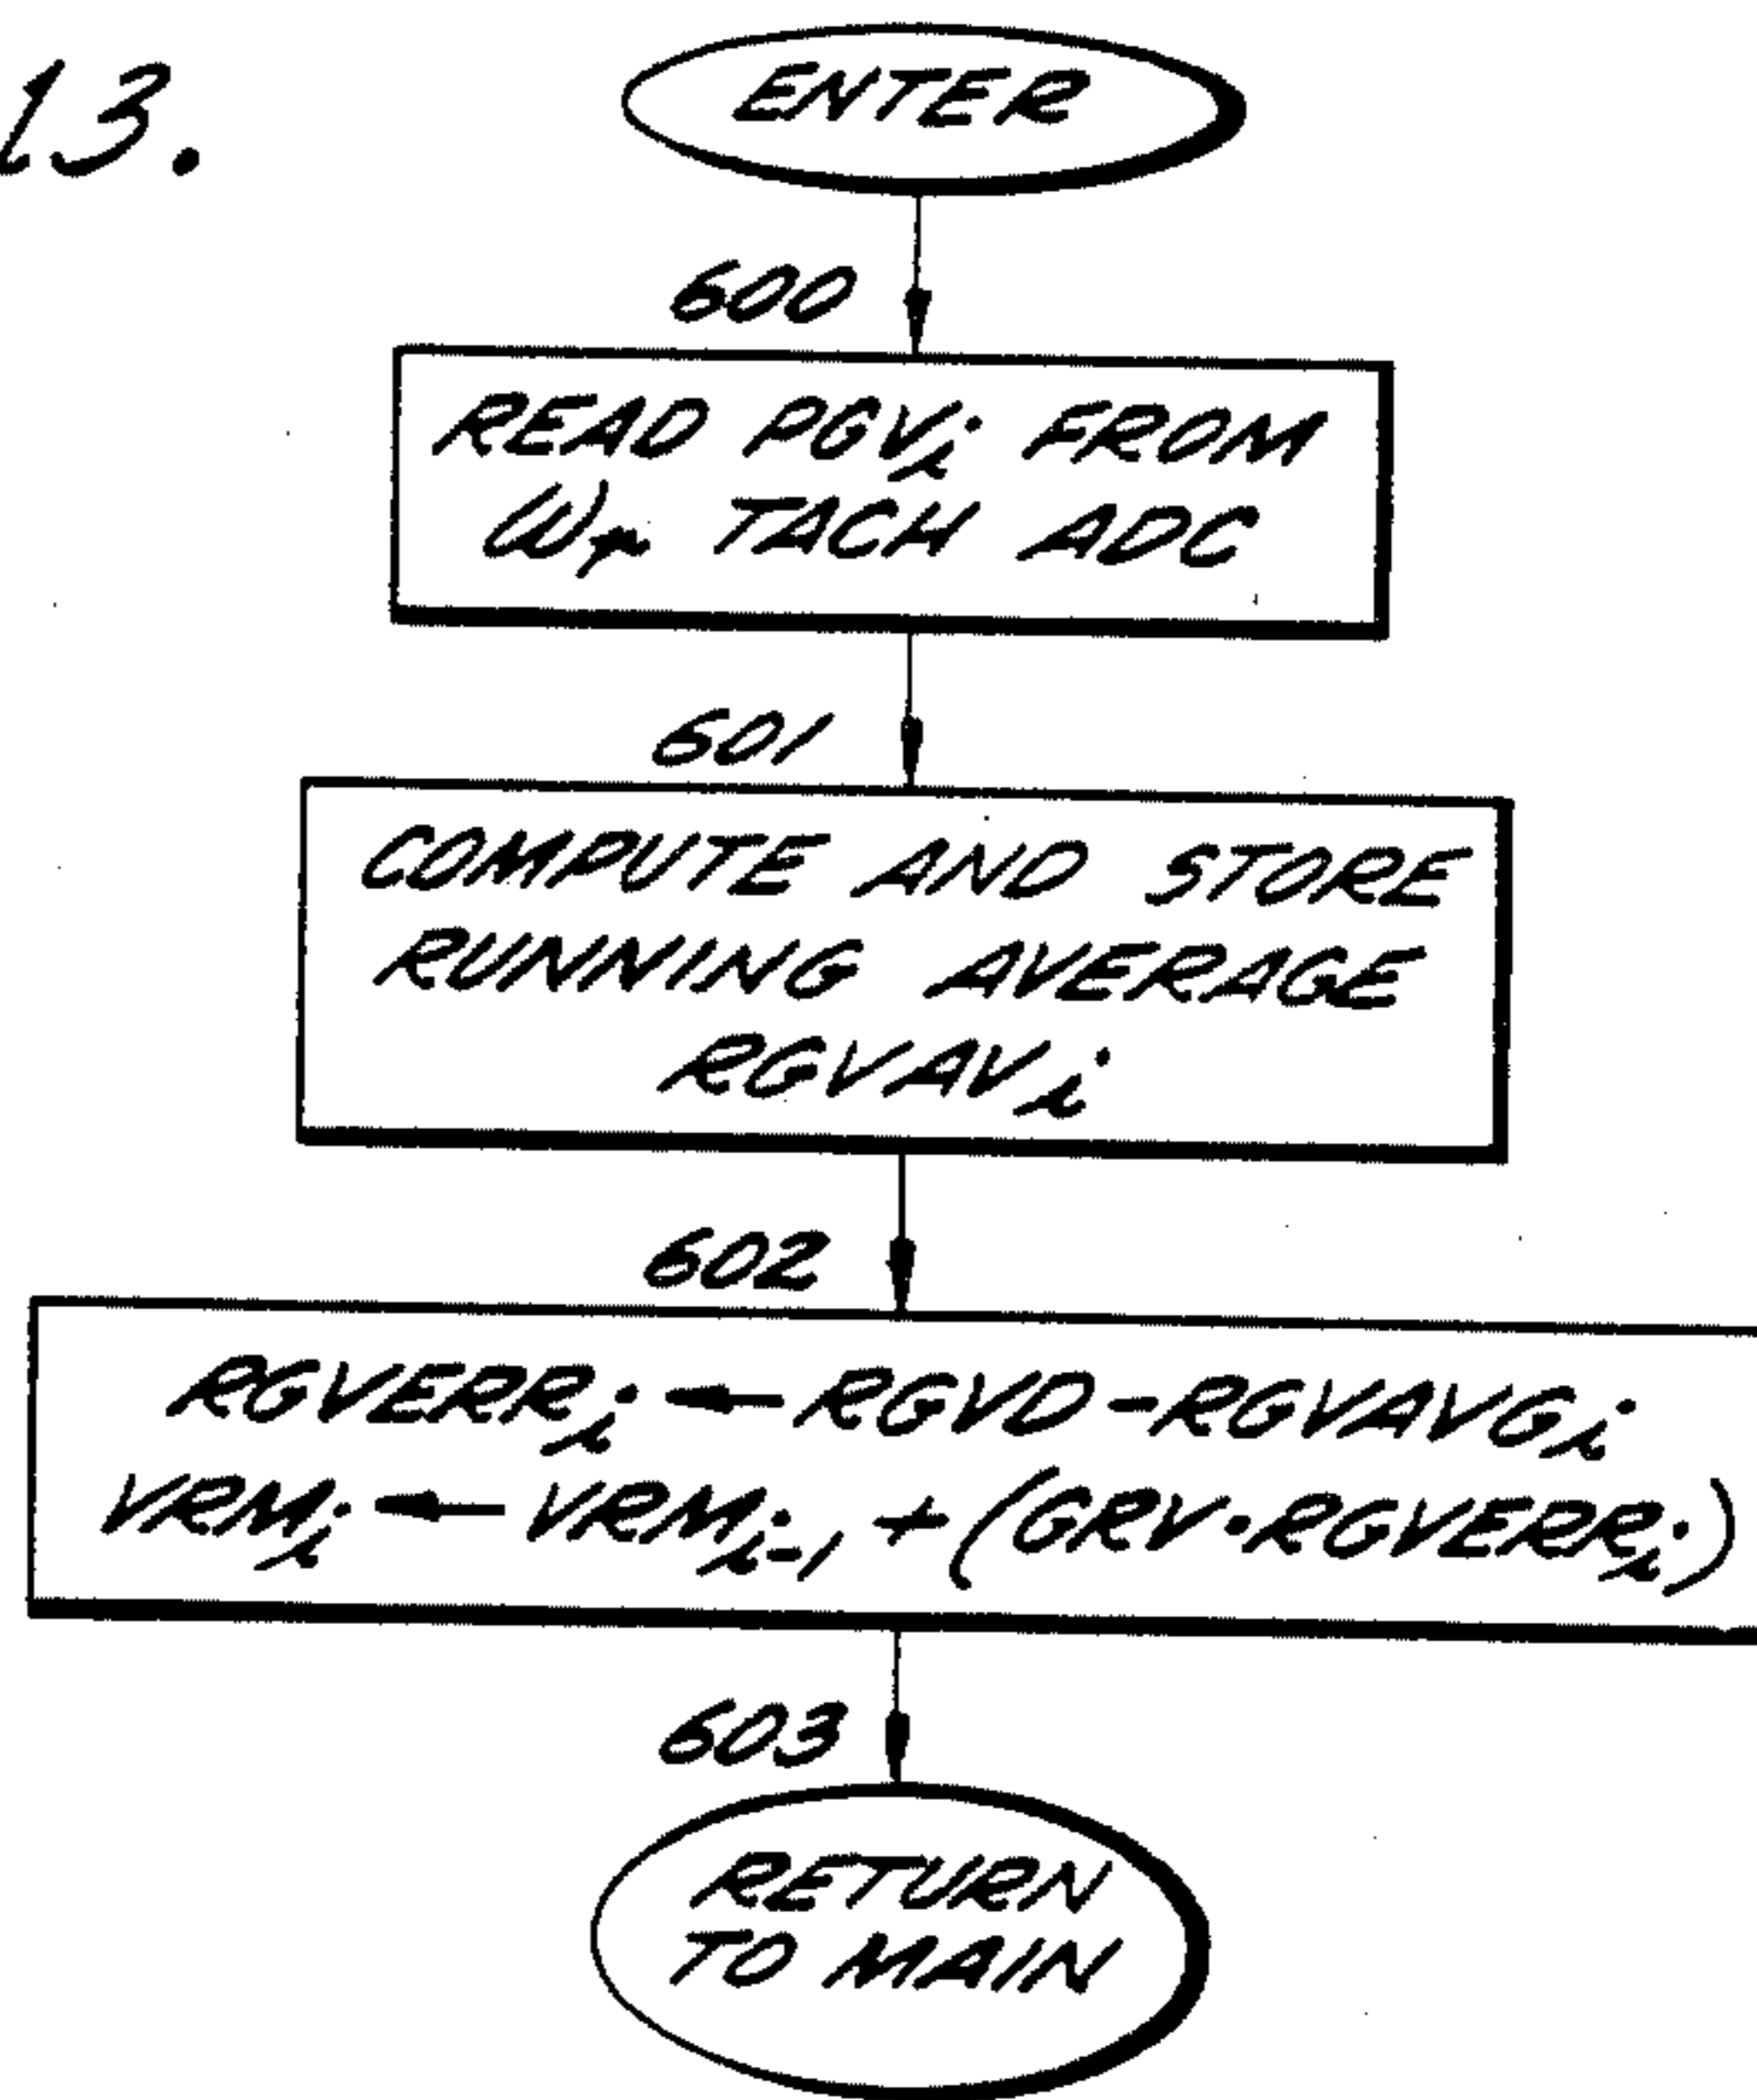 13.
ENTER
600
READ PGVᵢ FROM
Wr TACH ADC
601
COMPUTE AND STORE
RUNNING AVERAGE
RGVAVᵢ
602
RGVERRᵢ ← RGVD-RGVAVGᵢ
VRMᵢ ← VRMᵢ₋₁ + (GRV·RGVERRᵢ)
603
RETURN
TO MAIN